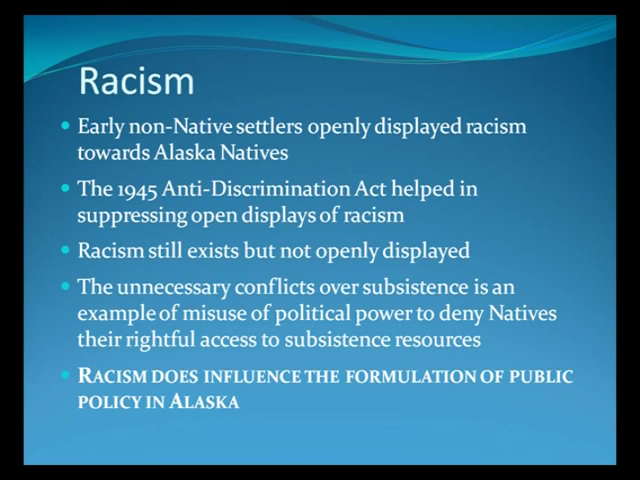 Racism
• Early non-Native settlers openly displayed racism
towards Alaska Natives
• The 1945 Anti-Discrimination Act helped in
suppressing open displays of racism
• Racism still exists but not openly displayed
• The unnecessary conflicts over subsistence is an
example of misuse of political power to deny Natives
their rightful access to subsistence resources
• RACISM DOES INFLUENCE THE FORMULATION OF PUBLIC
POLICY IN ALASKA